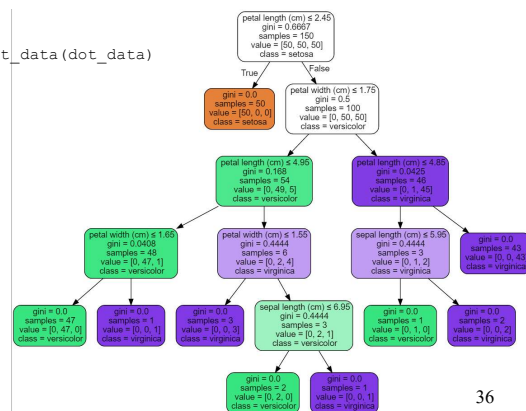 petal length (cm) ≤ 2.45
gini = 0.6667
samples = 150
value = [50, 50, 50]
class = setosa
t_data(dot_data)
True
False
gini = 0.0
samples = 50
value = [50, 0, 0]
class = setosa
petal width (cm) ≤ 1.75
gini = 0.5
samples = 100
value = [0, 50, 50]
class = versicolor
petal length (cm) ≤ 4.95
gini = 0.168
samples = 54
value = [0, 49, 5]
class = versicolor
petal length (cm) ≤ 4.85
gini = 0.0425
samples = 46
value = [0, 1, 45]
class = virginica
petal width (cm) ≤ 1.65
gini = 0.0408
samples = 48
value = [0, 47, 1]
class = versicolor
petal width (cm) ≤ 1.55
gini = 0.4444
samples = 6
value = [0, 2, 4]
class = virginica
sepal length (cm) ≤ 5.95
gini = 0.4444
samples = 3
value = [0, 1, 2]
class = virginica
gini = 0.0
samples = 43
value = [0, 0, 43]
class = virginica
gini = 0.0
samples = 47
value = [0, 47, 0]
class = versicolor
gini = 0.0
samples = 1
value = [0, 0, 1]
class = virginica
gini = 0.0
samples = 3
value = [0, 0, 3]
class = virginica
sepal length (cm) ≤ 6.95
gini = 0.4444
samples = 3
value = [0, 2, 1]
class = versicolor
gini = 0.0
samples = 1
value = [0, 1, 0]
class = versicolor
gini = 0.0
samples = 2
value = [0, 0, 2]
class = virginica
gini = 0.0
samples = 2
value = [0, 2, 0]
class = versicolor
gini = 0.0
samples = 1
value = [0, 0, 1]
class = virginica
36